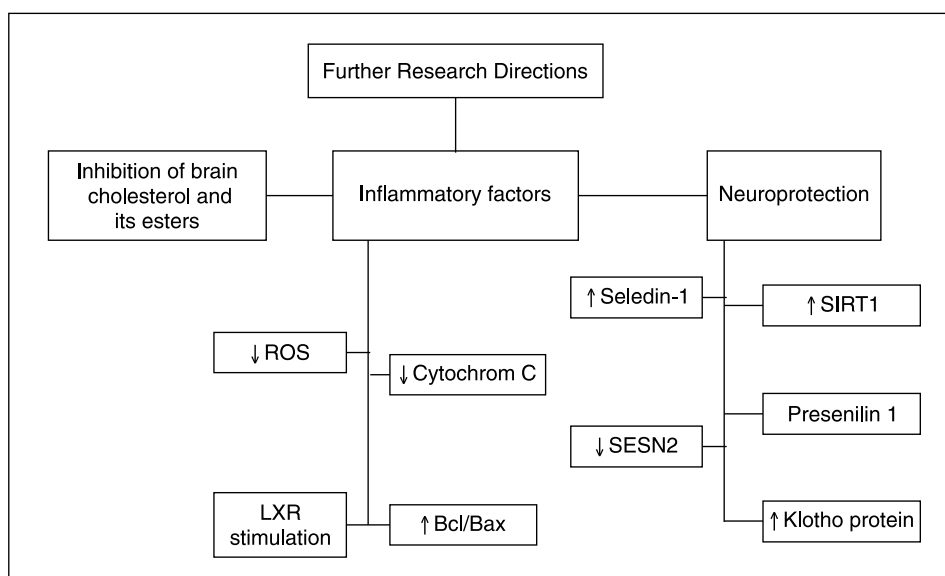 Further Research Directions
Inhibition of brain
cholesterol and
its esters
Inflammatory factors
Neuroprotection
↑ Seledin-1
↑ SIRT1
↓ ROS
↓ Cytochrom C
Presenilin 1
↓ SESN2
LXR
stimulation
↑ Bcl/Bax
↑ Klotho protein